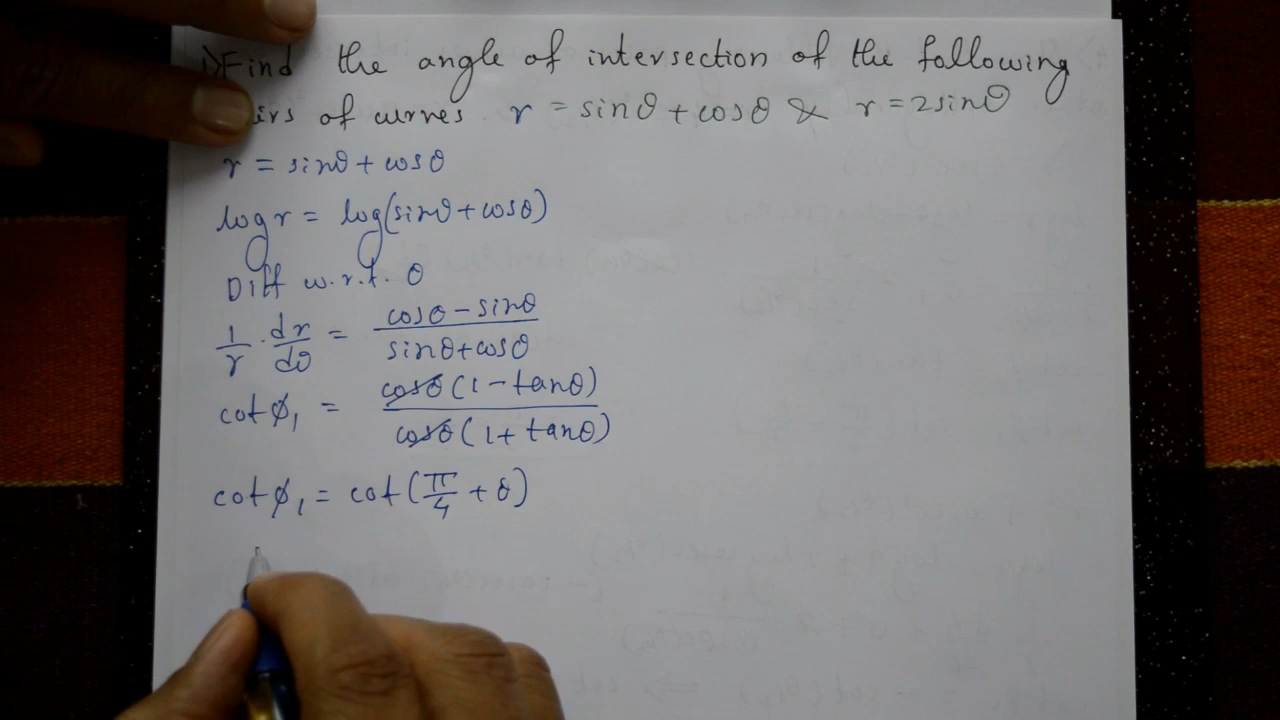 1) Find the angle of intersection of the following
irs of curves. r = sinθ + cosθ & r = 2sinθ
r = sinθ + cosθ
log r = log(sinθ + cosθ)
Diff w.r.t. θ
1/r · dr/dθ = (cosθ - sinθ)/(sinθ + cosθ)
cot ϕ₁ = cosθ(1 - tanθ)/cosθ(1 + tanθ)
cot ϕ₁ = cot(π/4 + θ)